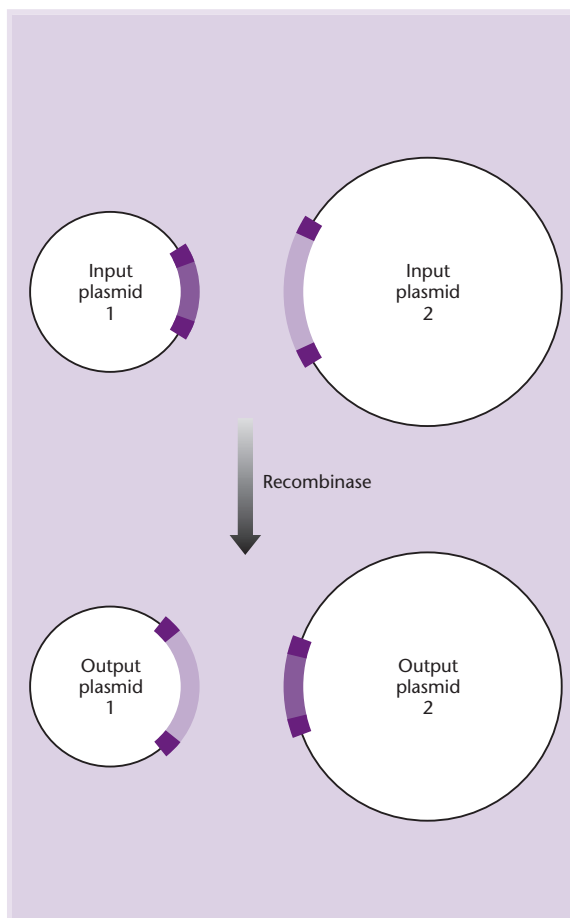 Input
plasmid
1
Input
plasmid
2
Recombinase
Output
plasmid
1
Output
plasmid
2